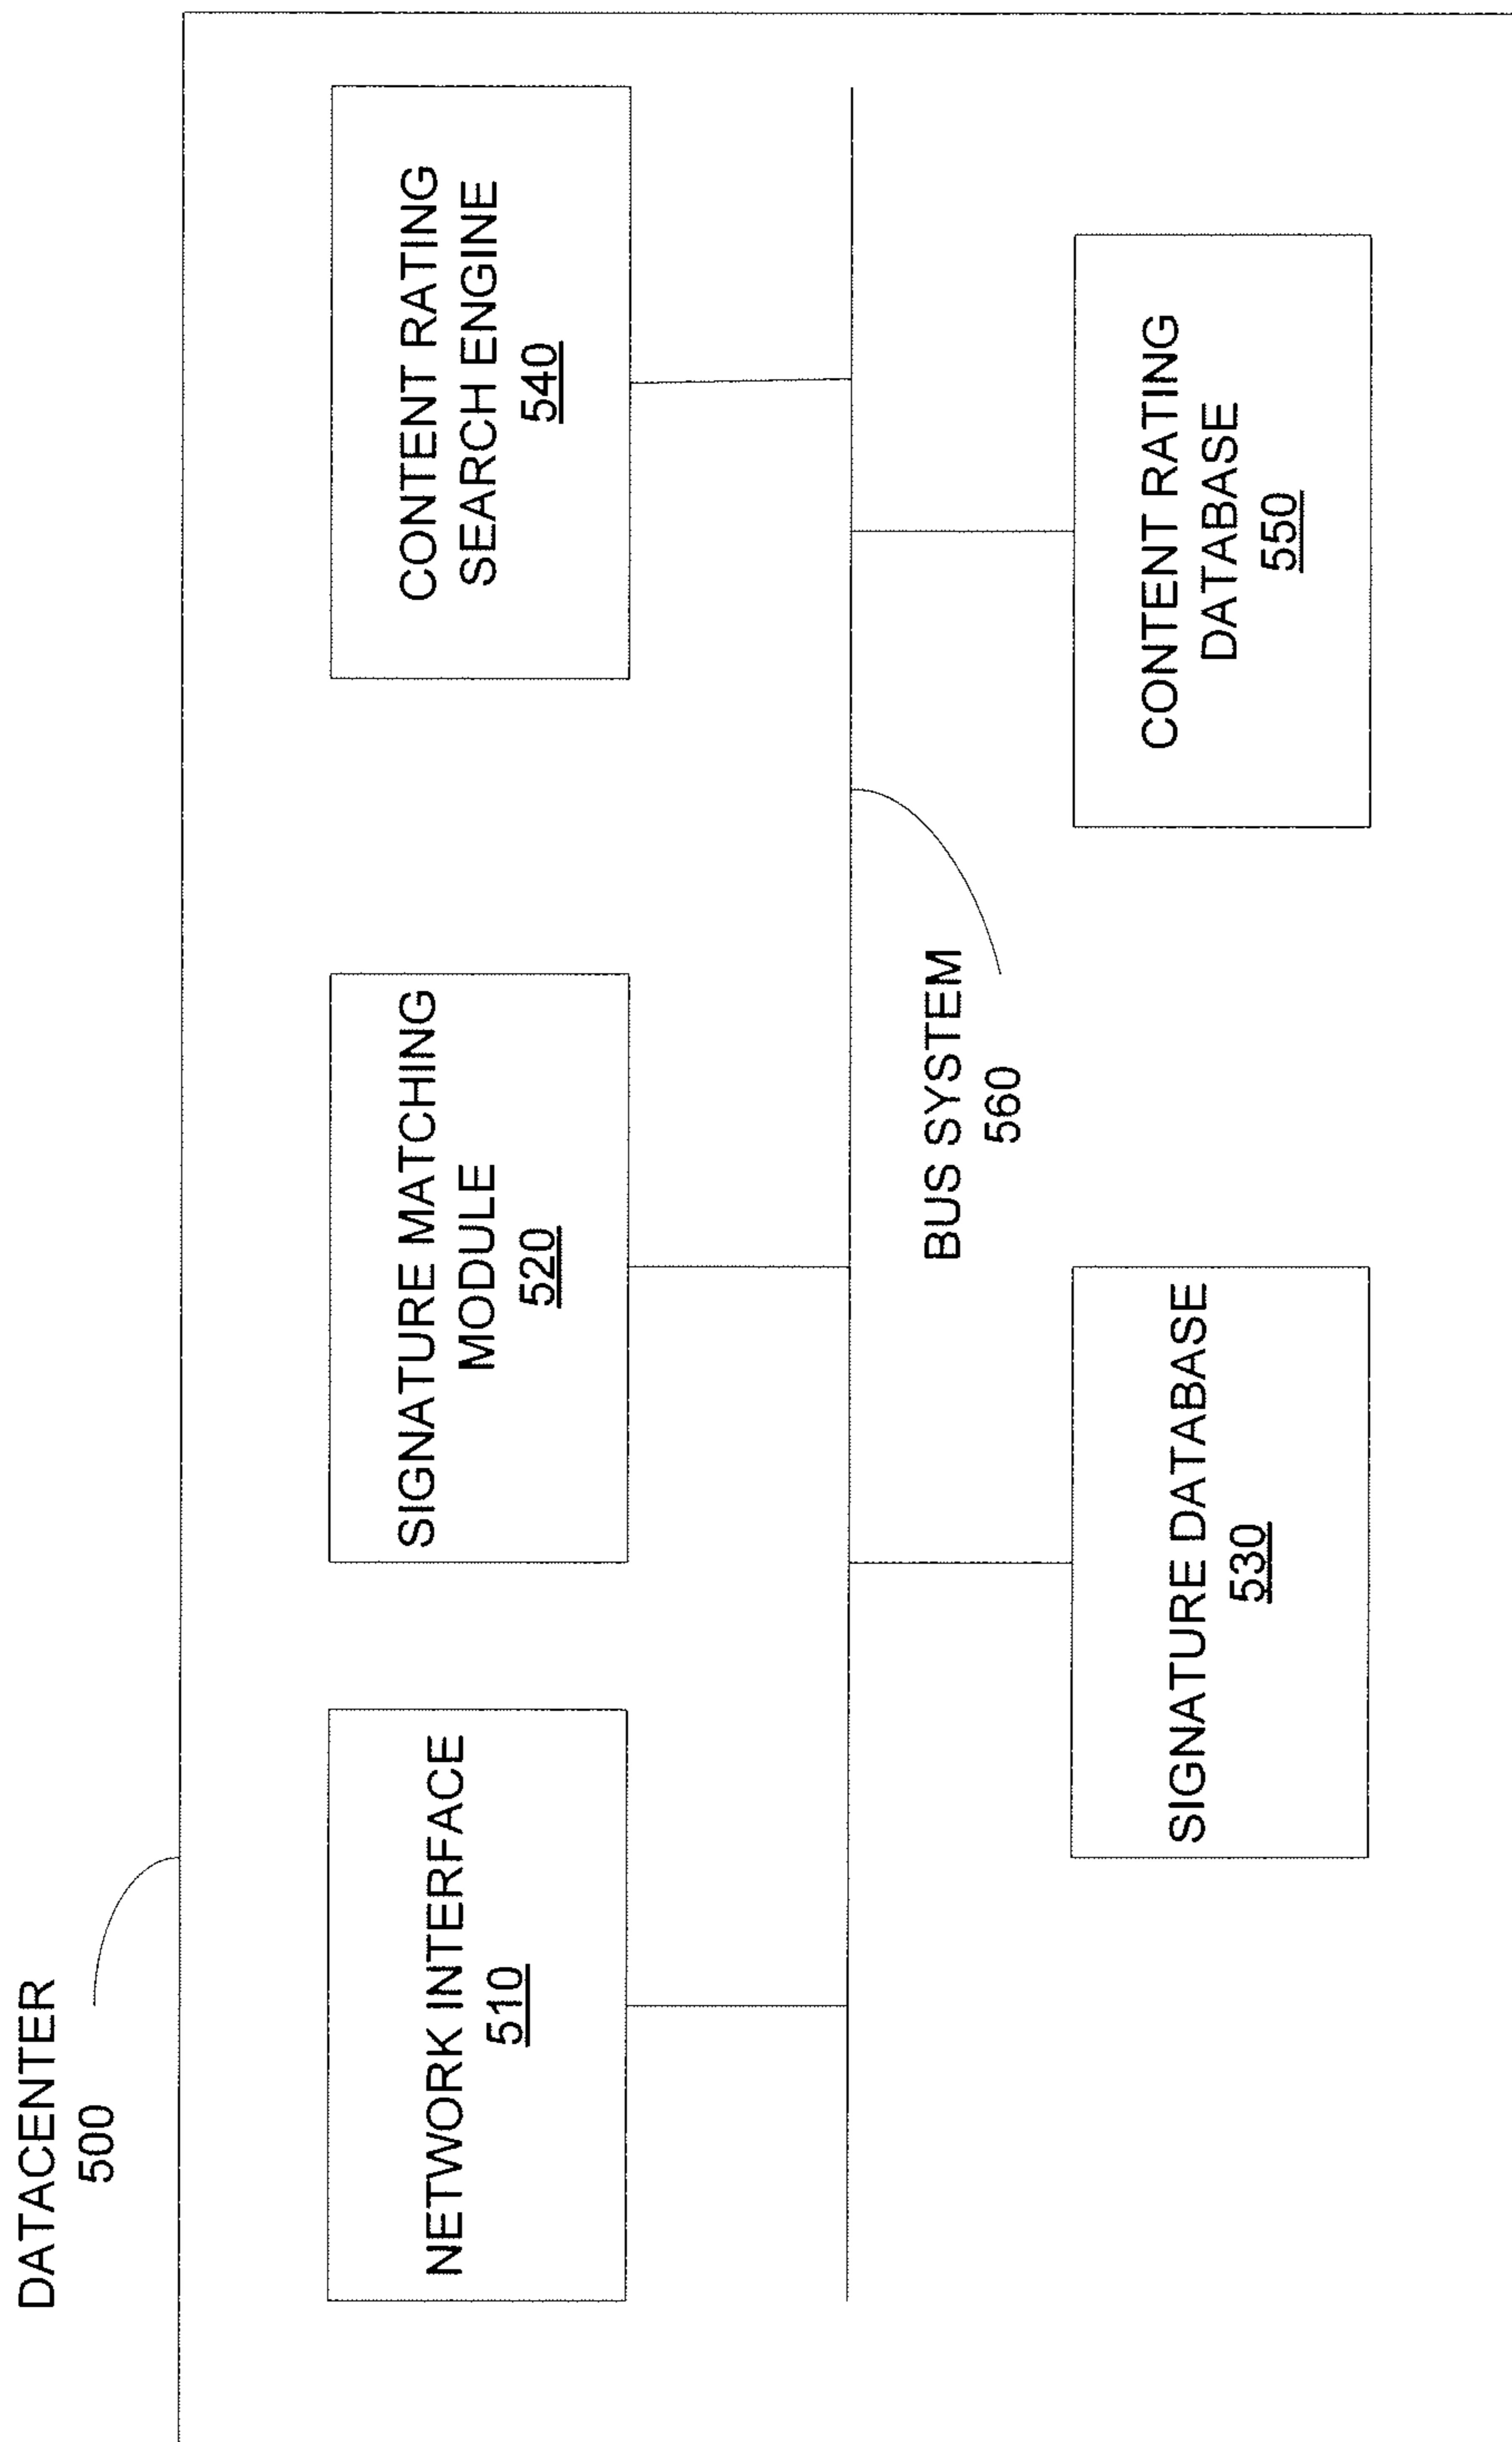 DATACENTER
500
NETWORK INTERFACE
510
SIGNATURE MATCHING
MODULE
520
CONTENT RATING
SEARCH ENGINE
540
BUS SYSTEM
560
SIGNATURE DATABASE
530
CONTENT RATING
DATABASE
550